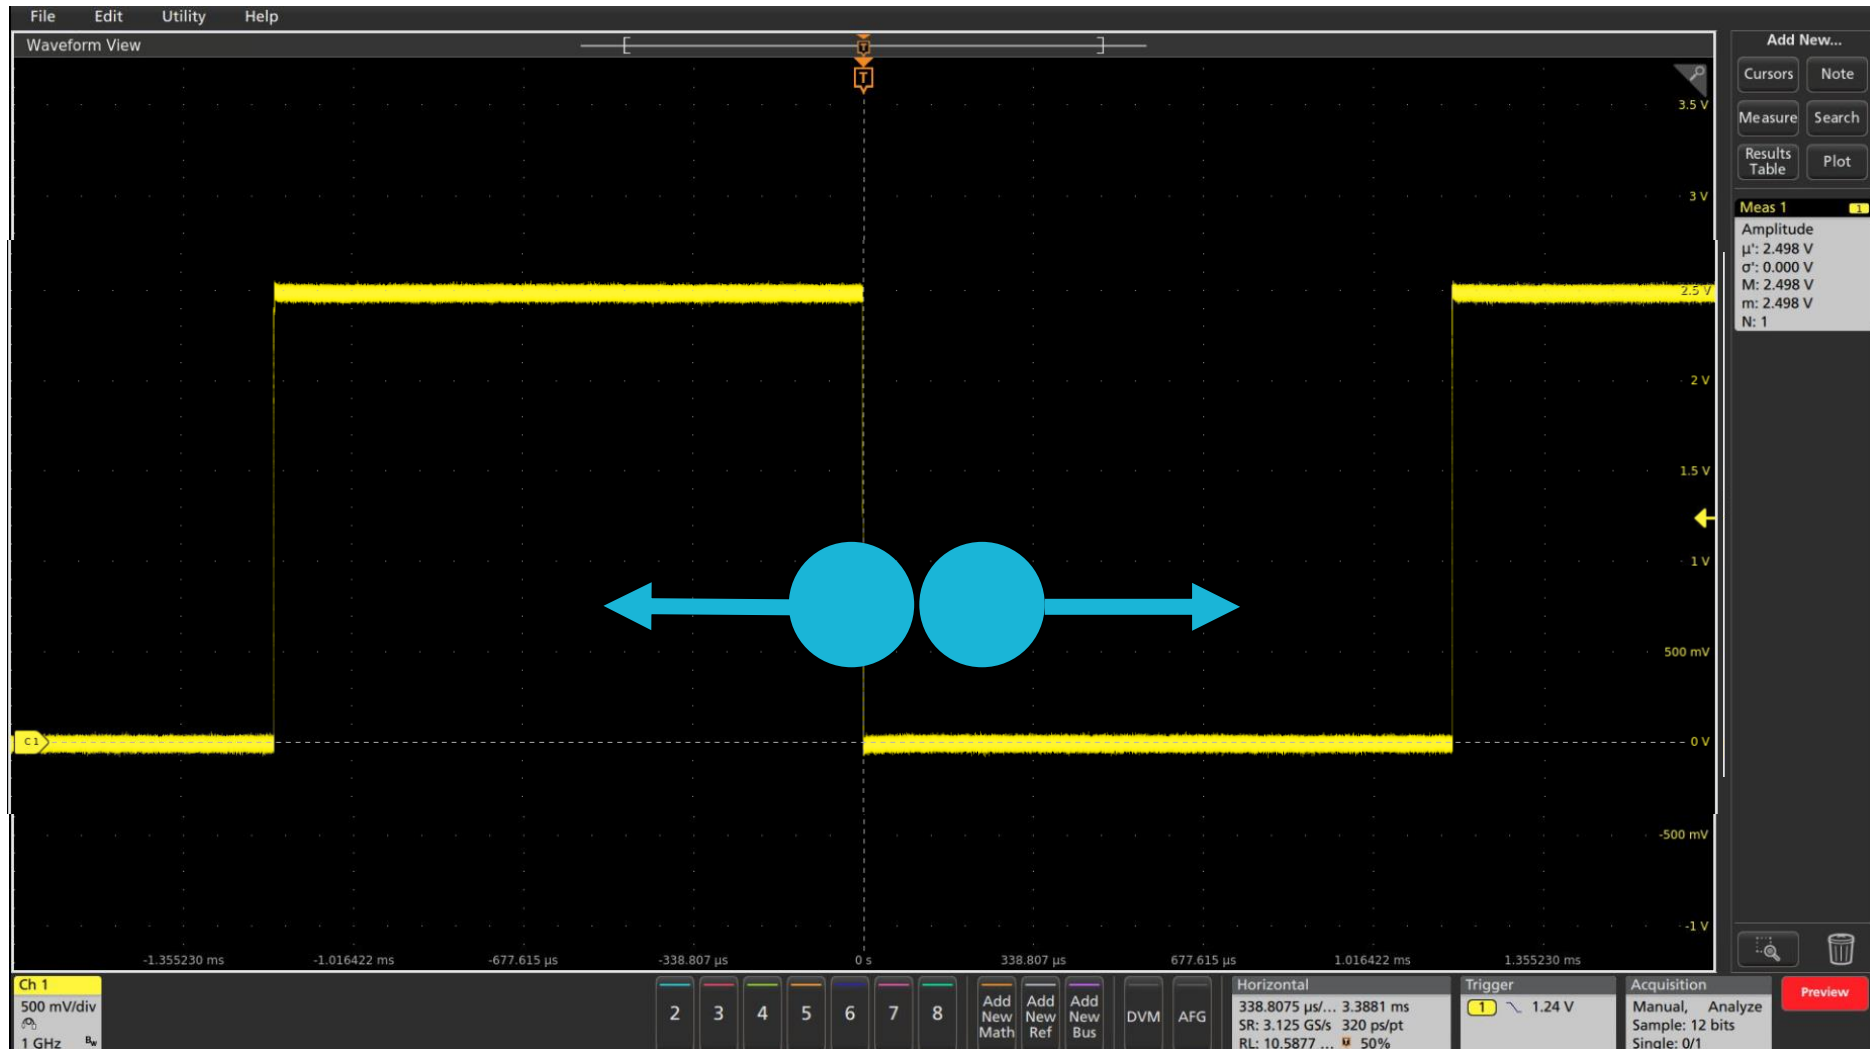 File Edit Utility Help
Waveform View
T
T
3.5 V
3 V
2.5 V
2 V
1.5 V
1 V
500 mV
0 V
-500 mV
-1 V
C 1
-1.355230 ms -1.016422 ms -677.615 µs -338.807 µs 0 s 338.807 µs 677.615 µs 1.016422 ms 1.355230 ms
Add New...
Cursors Note
Measure Search
Results
Table
Plot
Meas 1 1
Amplitude
µ': 2.498 V
σ': 0.000 V
M: 2.498 V
m: 2.498 V
N: 1
Ch 1
500 mV/div
1 GHz Bw
2 3 4 5 6 7 8
Add
New
Math
Add
New
Ref
Add
New
Bus
DVM AFG
Horizontal
338.8075 µs/... 3.3881 ms
SR: 3.125 GS/s 320 ps/pt
RL: 10.5877 ... 50%
Trigger
1 1.24 V
Acquisition
Manual, Analyze
Sample: 12 bits
Single: 0/1
Preview